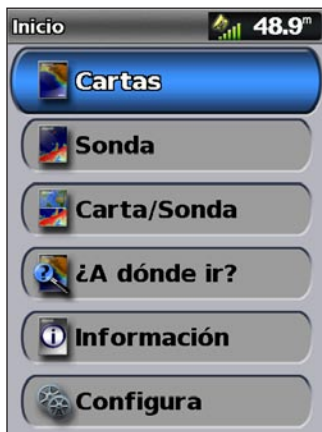 Inicio 48.9m
Cartas
Sonda
Carta/Sonda
¿A dónde ir?
Información
Configura